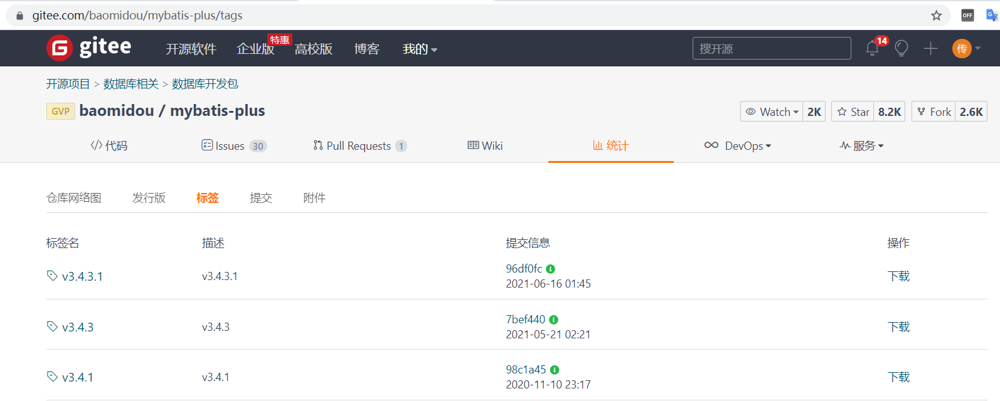 gitee.com/baomidou/mybatis-plus/tags
OFF
G gitee 开源软件 企业版 特惠 高校版 博客 我的 搜开源 14 传
开源项目 > 数据库相关 > 数据库开发包
GVP baomidou / mybatis-plus Watch 2K Star 8.2K Fork 2.6K
代码 Issues 30 Pull Requests 1 Wiki 统计 DevOps 服务
仓库网络图 发行版 标签 提交 附件
标签名 描述 提交信息 操作
v3.4.3.1 v3.4.3.1 96df0fc 下载
2021-06-16 01:45
v3.4.3 v3.4.3 7bef440 下载
2021-05-21 02:21
v3.4.1 v3.4.1 98c1a45 下载
2020-11-10 23:17